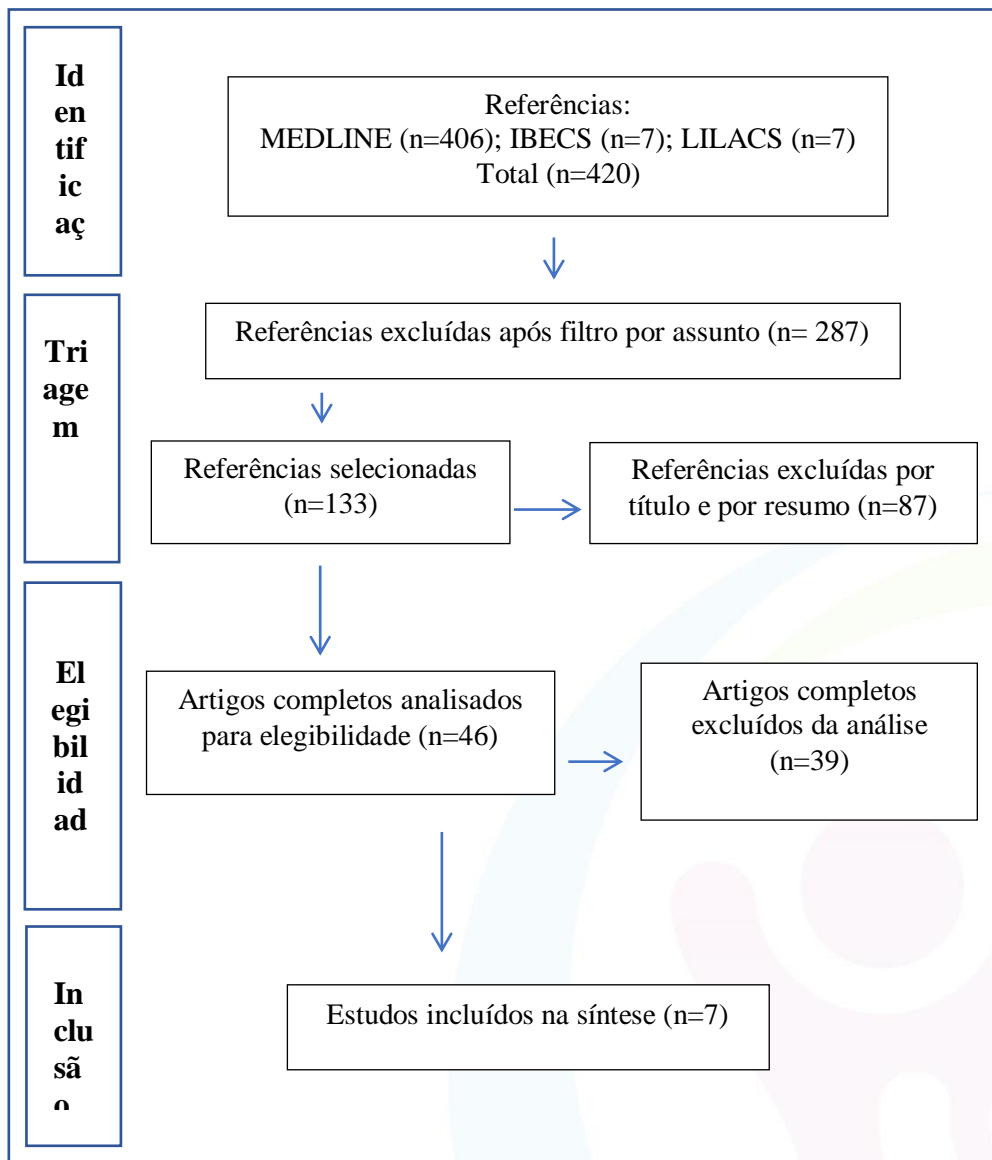 Id
en
tif
ic
aç
Referências:
MEDLINE (n=406); IBECS (n=7); LILACS (n=7)
Total (n=420)
Tri
age
m
Referências excluídas após filtro por assunto (n= 287)
Referências selecionadas
(n=133)
Referências excluídas por
título e por resumo (n=87)
El
egi
bil
id
ad
Artigos completos analisados
para elegibilidade (n=46)
Artigos completos
excluídos da análise
(n=39)
In
clu
sã
o
Estudos incluídos na síntese (n=7)